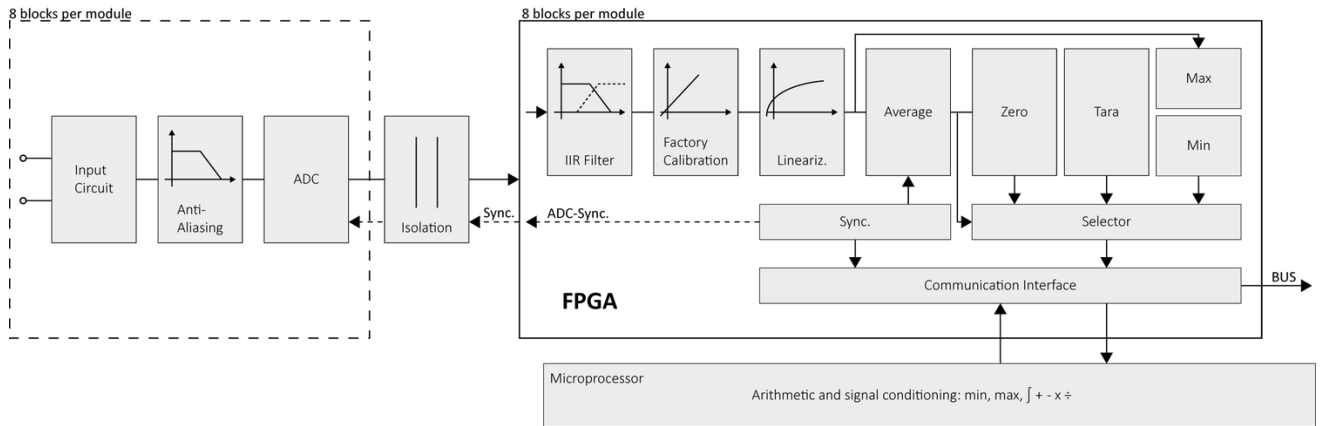 8 blocks per module
8 blocks per module
Input
Circuit
Anti-
Aliasing
ADC
Isolation
IIR Filter
Factory
Calibration
Lineariz.
Average
Zero
Tara
Max
Min
Sync.
ADC-Sync.
Sync.
Selector
Communication Interface
BUS
FPGA
Microprocessor
Arithmetic and signal conditioning: min, max, ∫ + - x ÷